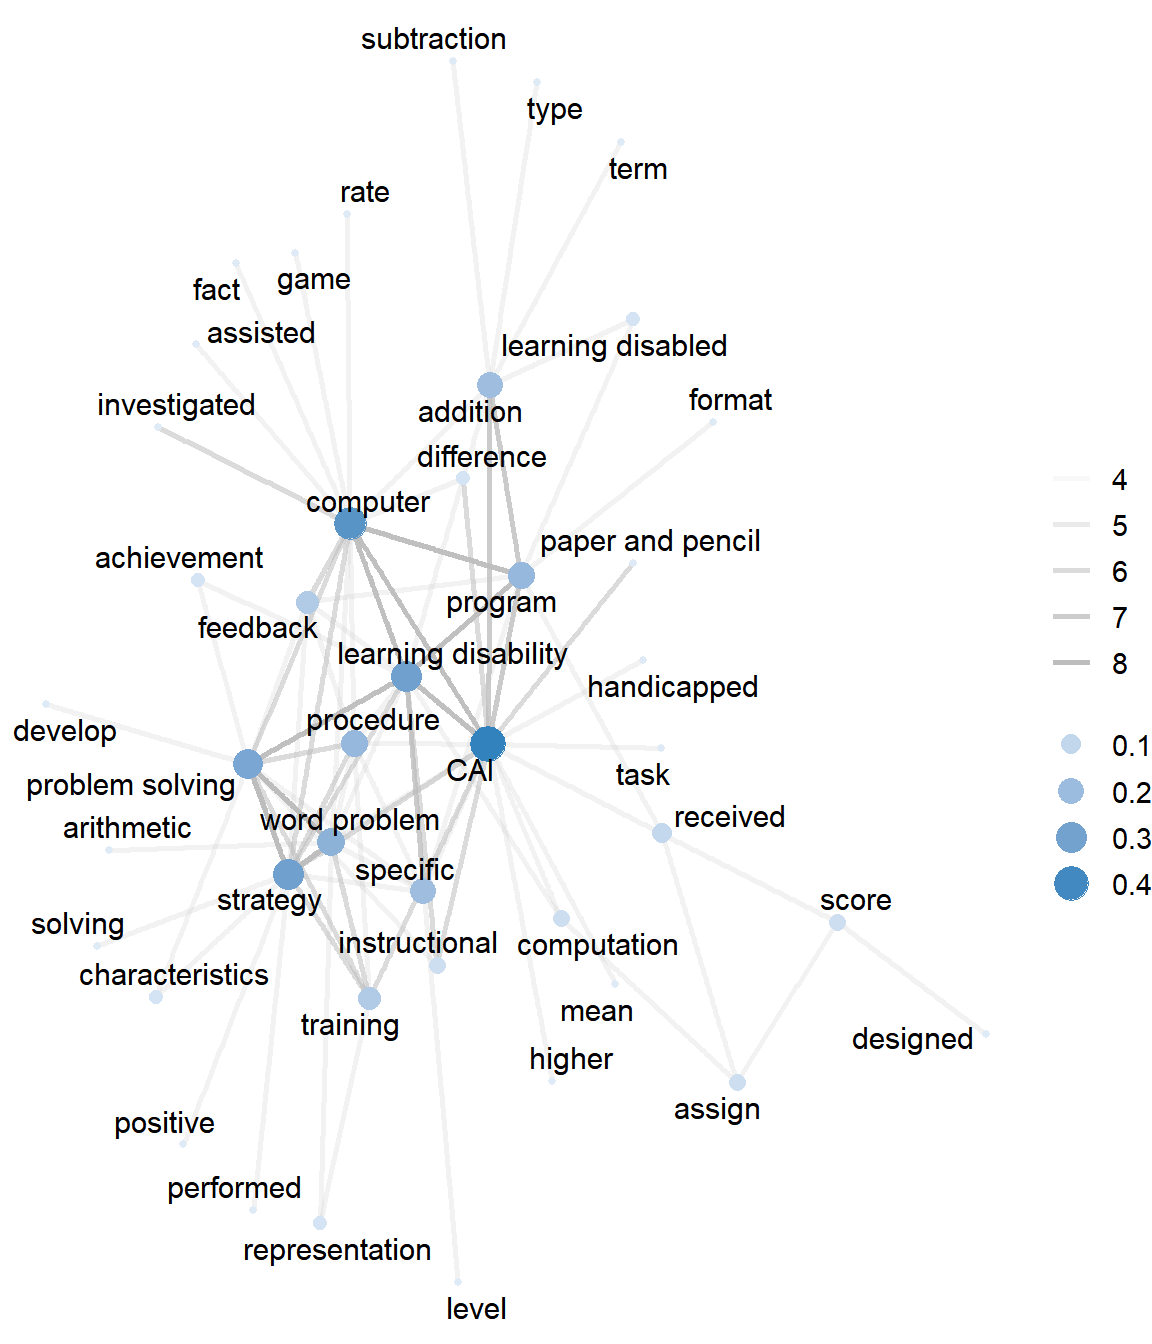 subtraction
type
term
rate
game
fact
assisted
learning disabled
investigated
format
addition
difference
computer
paper and pencil
achievement
program
feedback
learning disability
handicapped
procedure
develop
CAI
task
problem solving
word problem
arithmetic
received
specific
strategy
score
solving
instructional
computation
characteristics
mean
training
designed
higher
assign
positive
performed
representation
level
4
5
6
7
8
0.1
0.2
0.3
0.4